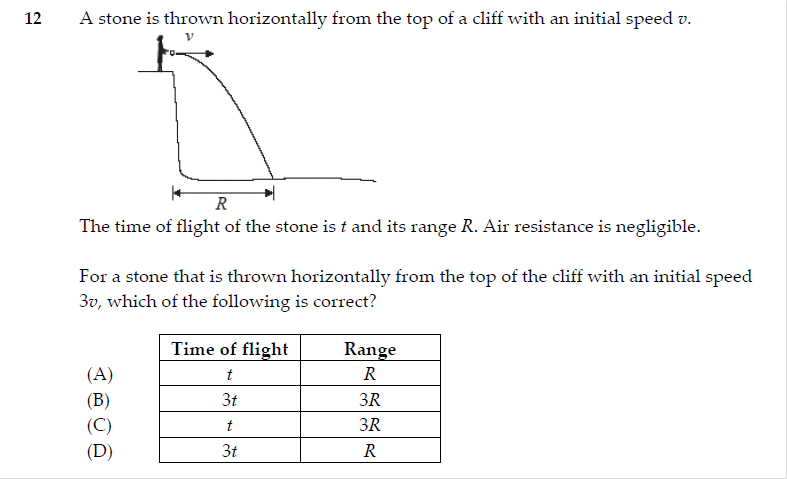 12 A stone is thrown horizontally from the top of a cliff with an initial speed v.
v
R
The time of flight of the stone is t and its range R. Air resistance is negligible.
For a stone that is thrown horizontally from the top of the cliff with an initial speed
3v, which of the following is correct?
Time of flight Range
(A) t R
(B) 3t 3R
(C) t 3R
(D) 3t R